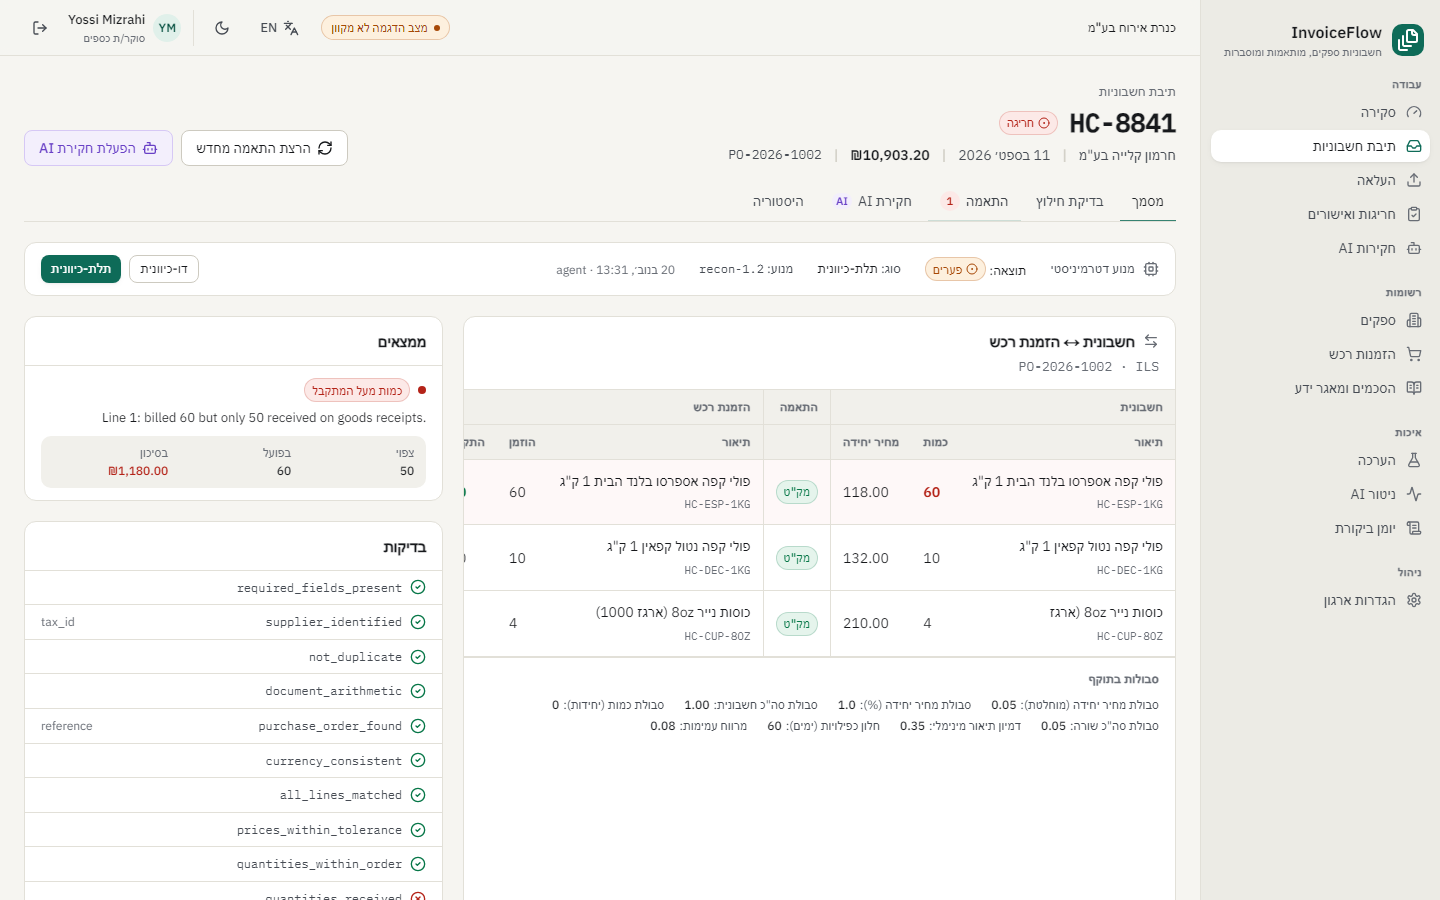 InvoiceFlow
חשבוניות ספקים, מותאמות ומוסברות
עבודה
סקירה
תיבת חשבוניות
העלאה
חריגות ואישורים
חקירות AI
רשומות
ספקים
הזמנות רכש
הסכמים ומאגר ידע
איכות
הערכה
ניטור AI
יומן ביקורת
ניהול
הגדרות ארגון
כנרת אירוח בע"מ
מצב הדגמה לא מקוון
EN
YM
Yossi Mizrahi
סוקר/ת כספים
תיבת חשבוניות
HC-8841
חריגה
חרמון קלייה בע"מ | 11 בספט׳ 2026 | ₪10,903.20 | PO-2026-1002
הרצת התאמה מחדש
הפעלת חקירת AI
מסמך
בדיקת חילוץ
התאמה 1
חקירת AI AI
היסטוריה
מנוע דטרמיניסטי
תוצאה: פערים
סוג: תלת-כיוונית
מנוע: recon-1.2
20 בנוב׳, 13:31 · agent
דו-כיוונית
תלת-כיוונית
חשבונית ↔ הזמנת רכש
PO-2026-1002 · ILS
חשבונית התאמה הזמנת רכש
תיאור כמות מחיר יחידה תיאור הוזמן
פולי קפה אספרסו בלנד הבית 1 ק"ג 60 118.00 מק"ט פולי קפה אספרסו בלנד הבית 1 ק"ג 60
HC-ESP-1KG HC-ESP-1KG
פולי קפה נטול קפאין 1 ק"ג 10 132.00 מק"ט פולי קפה נטול קפאין 1 ק"ג 10
HC-DEC-1KG HC-DEC-1KG
כוסות נייר 8oz (ארגז 4 210.00 מק"ט כוסות נייר 8oz (ארגז 1000) 4
HC-CUP-8OZ HC-CUP-8OZ
סבולות בתוקף
סבולת מחיר יחידה (מוחלטת): 0.05 סבולת מחיר יחידה (%): 1.0 סבולת סה"כ חשבונית: 1.00 סבולת כמות (יחידות): 0
סבולת סה"כ שורה: 0.05 דמיון תיאור מינימלי: 0.35 חלון כפילויות (ימים): 60 מרווח עמימות: 0.08
ממצאים
כמות מעל המתקבל
Line 1: billed 60 but only 50 received on goods receipts.
צפוי בפועל בסיכון
50 60 ₪1,180.00
בדיקות
required_fields_present
supplier_identified tax_id
not_duplicate
document_arithmetic
purchase_order_found reference
currency_consistent
all_lines_matched
prices_within_tolerance
quantities_within_order
quantities_received